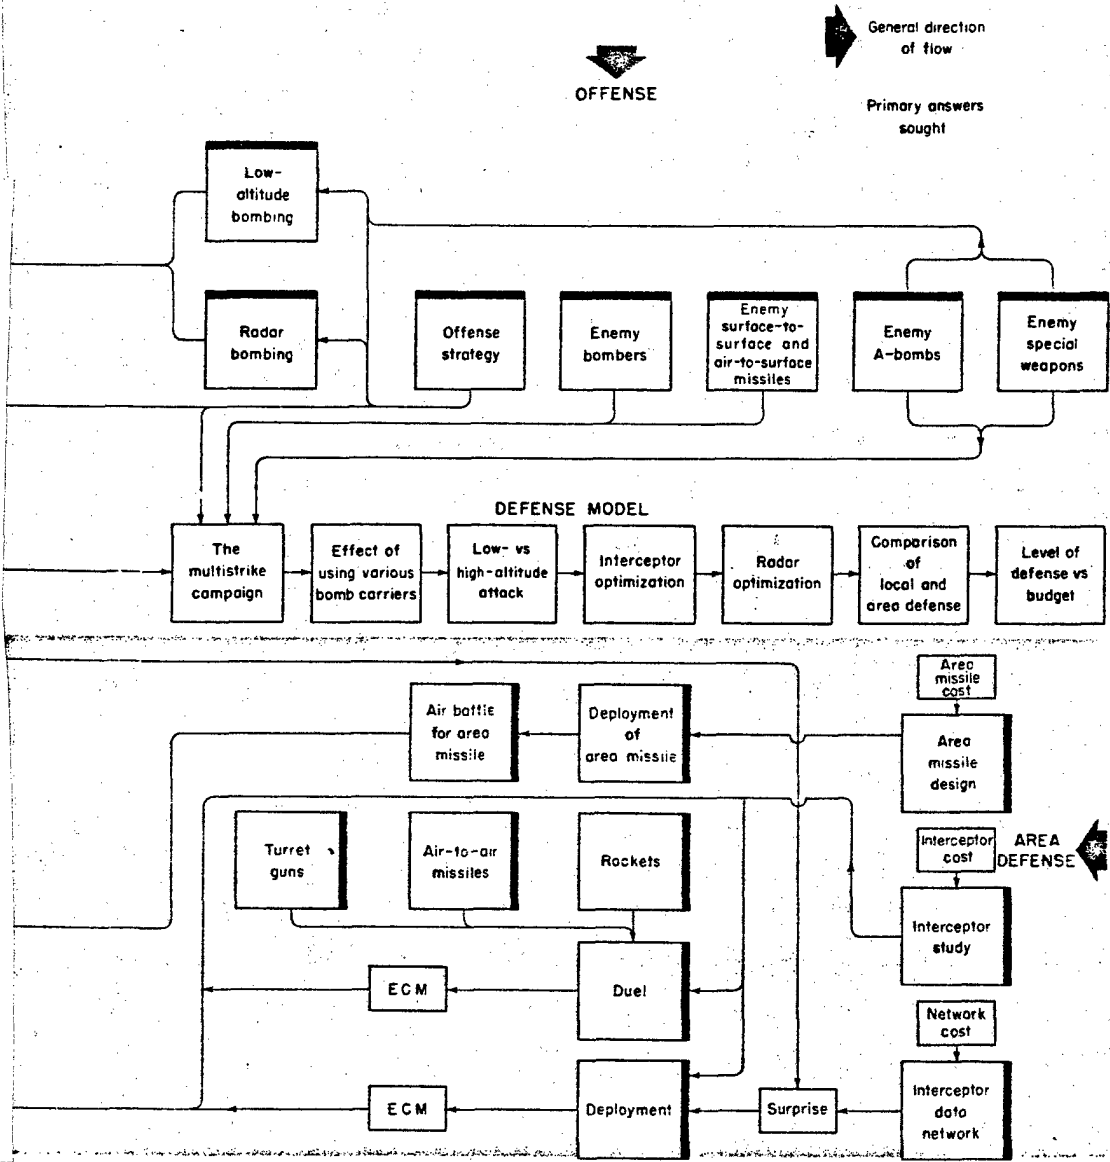 General direction
of flow
OFFENSE
Primary answers
sought
Low-
altitude
bombing
Radar
bombing
Offense
strategy
Enemy
bombers
Enemy
surface-to-
surface and
air-to-surface
missiles
Enemy
A-bombs
Enemy
special
weapons
DEFENSE MODEL
The
multistrike
campaign
Effect of
using various
bomb carriers
Low- vs
high-altitude
attack
Interceptor
optimization
Radar
optimization
Comparison
of
local and
area defense
Level of
defense vs
budget
Area
missile
cost
Air battle
for area
missile
Deployment
of
area missile
Area
missile
design
Turret
guns
Air-to-air
missiles
Rockets
Interceptor
cost
AREA
DEFENSE
Interceptor
study
ECM
Duel
Network
cost
ECM
Deployment
Surprise
Interceptor
data
network